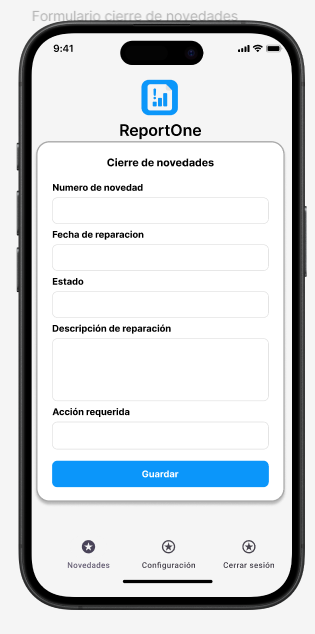 Formulario cierre de novedades
9:41
ReportOne
Cierre de novedades
Numero de novedad
Fecha de reparacion
Estado
Descripción de reparación
Acción requerida
Guardar
Novedades Configuración Cerrar sesión